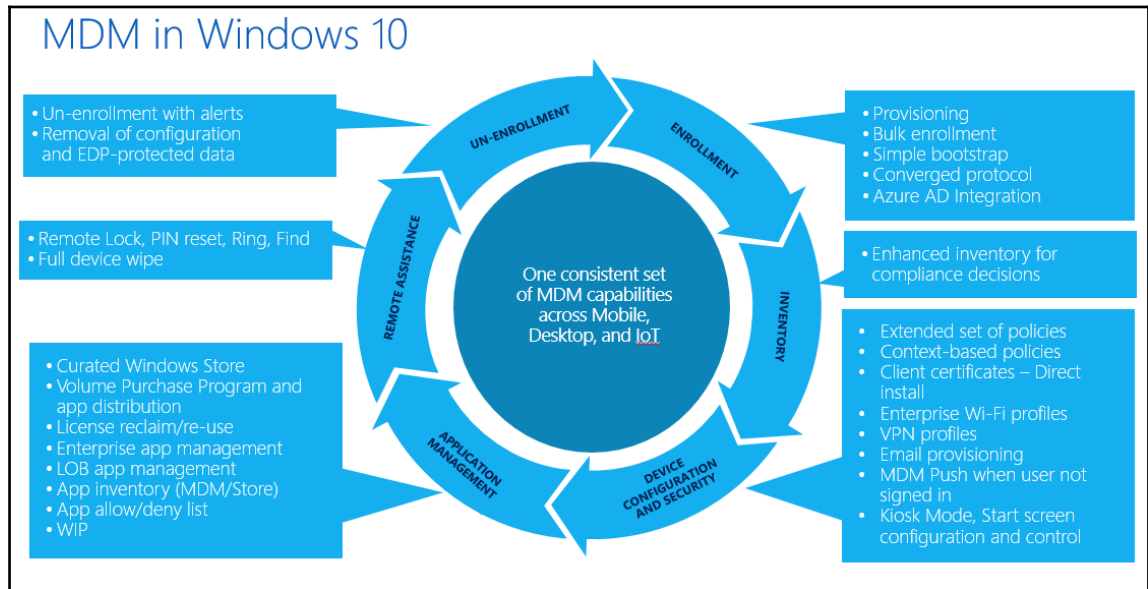 MDM in Windows 10
• Un-enrollment with alerts
• Removal of configuration
and EDP-protected data
• Remote Lock, PIN reset, Ring, Find
• Full device wipe
• Curated Windows Store
• Volume Purchase Program and
app distribution
• License reclaim/re-use
• Enterprise app management
• LOB app management
• App inventory (MDM/Store)
• App allow/deny list
• WIP
UN-ENROLLMENT
ENROLLMENT
INVENTORY
DEVICE
CONFIGURATION
AND SECURITY
APPLICATION
MANAGEMENT
REMOTE ASSISTANCE
One consistent set
of MDM capabilities
across Mobile,
Desktop, and IoT
• Provisioning
• Bulk enrollment
• Simple bootstrap
• Converged protocol
• Azure AD Integration
• Enhanced inventory for
compliance decisions
• Extended set of policies
• Context-based policies
• Client certificates – Direct
install
• Enterprise Wi-Fi profiles
• VPN profiles
• Email provisioning
• MDM Push when user not
signed in
• Kiosk Mode, Start screen
configuration and control